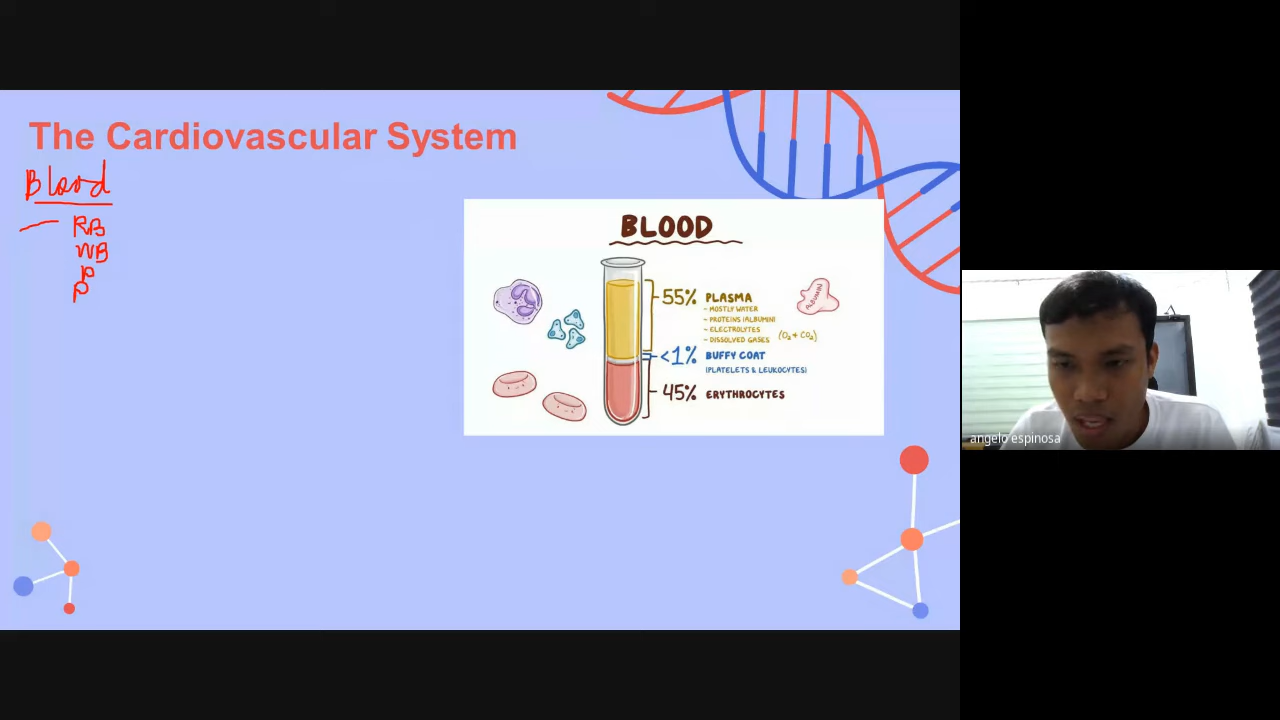 The Cardiovascular System
Blood
RB
WB
P
P
BLOOD
55% PLASMA
~ MOSTLY WATER
~ PROTEINS (ALBUMIN)
~ ELECTROLYTES
~ DISSOLVED GASES (O₂ + CO₂)
ALBUMIN
<1% BUFFY COAT
(PLATELETS & LEUKOCYTES)
45% ERYTHROCYTES
angelo espinosa